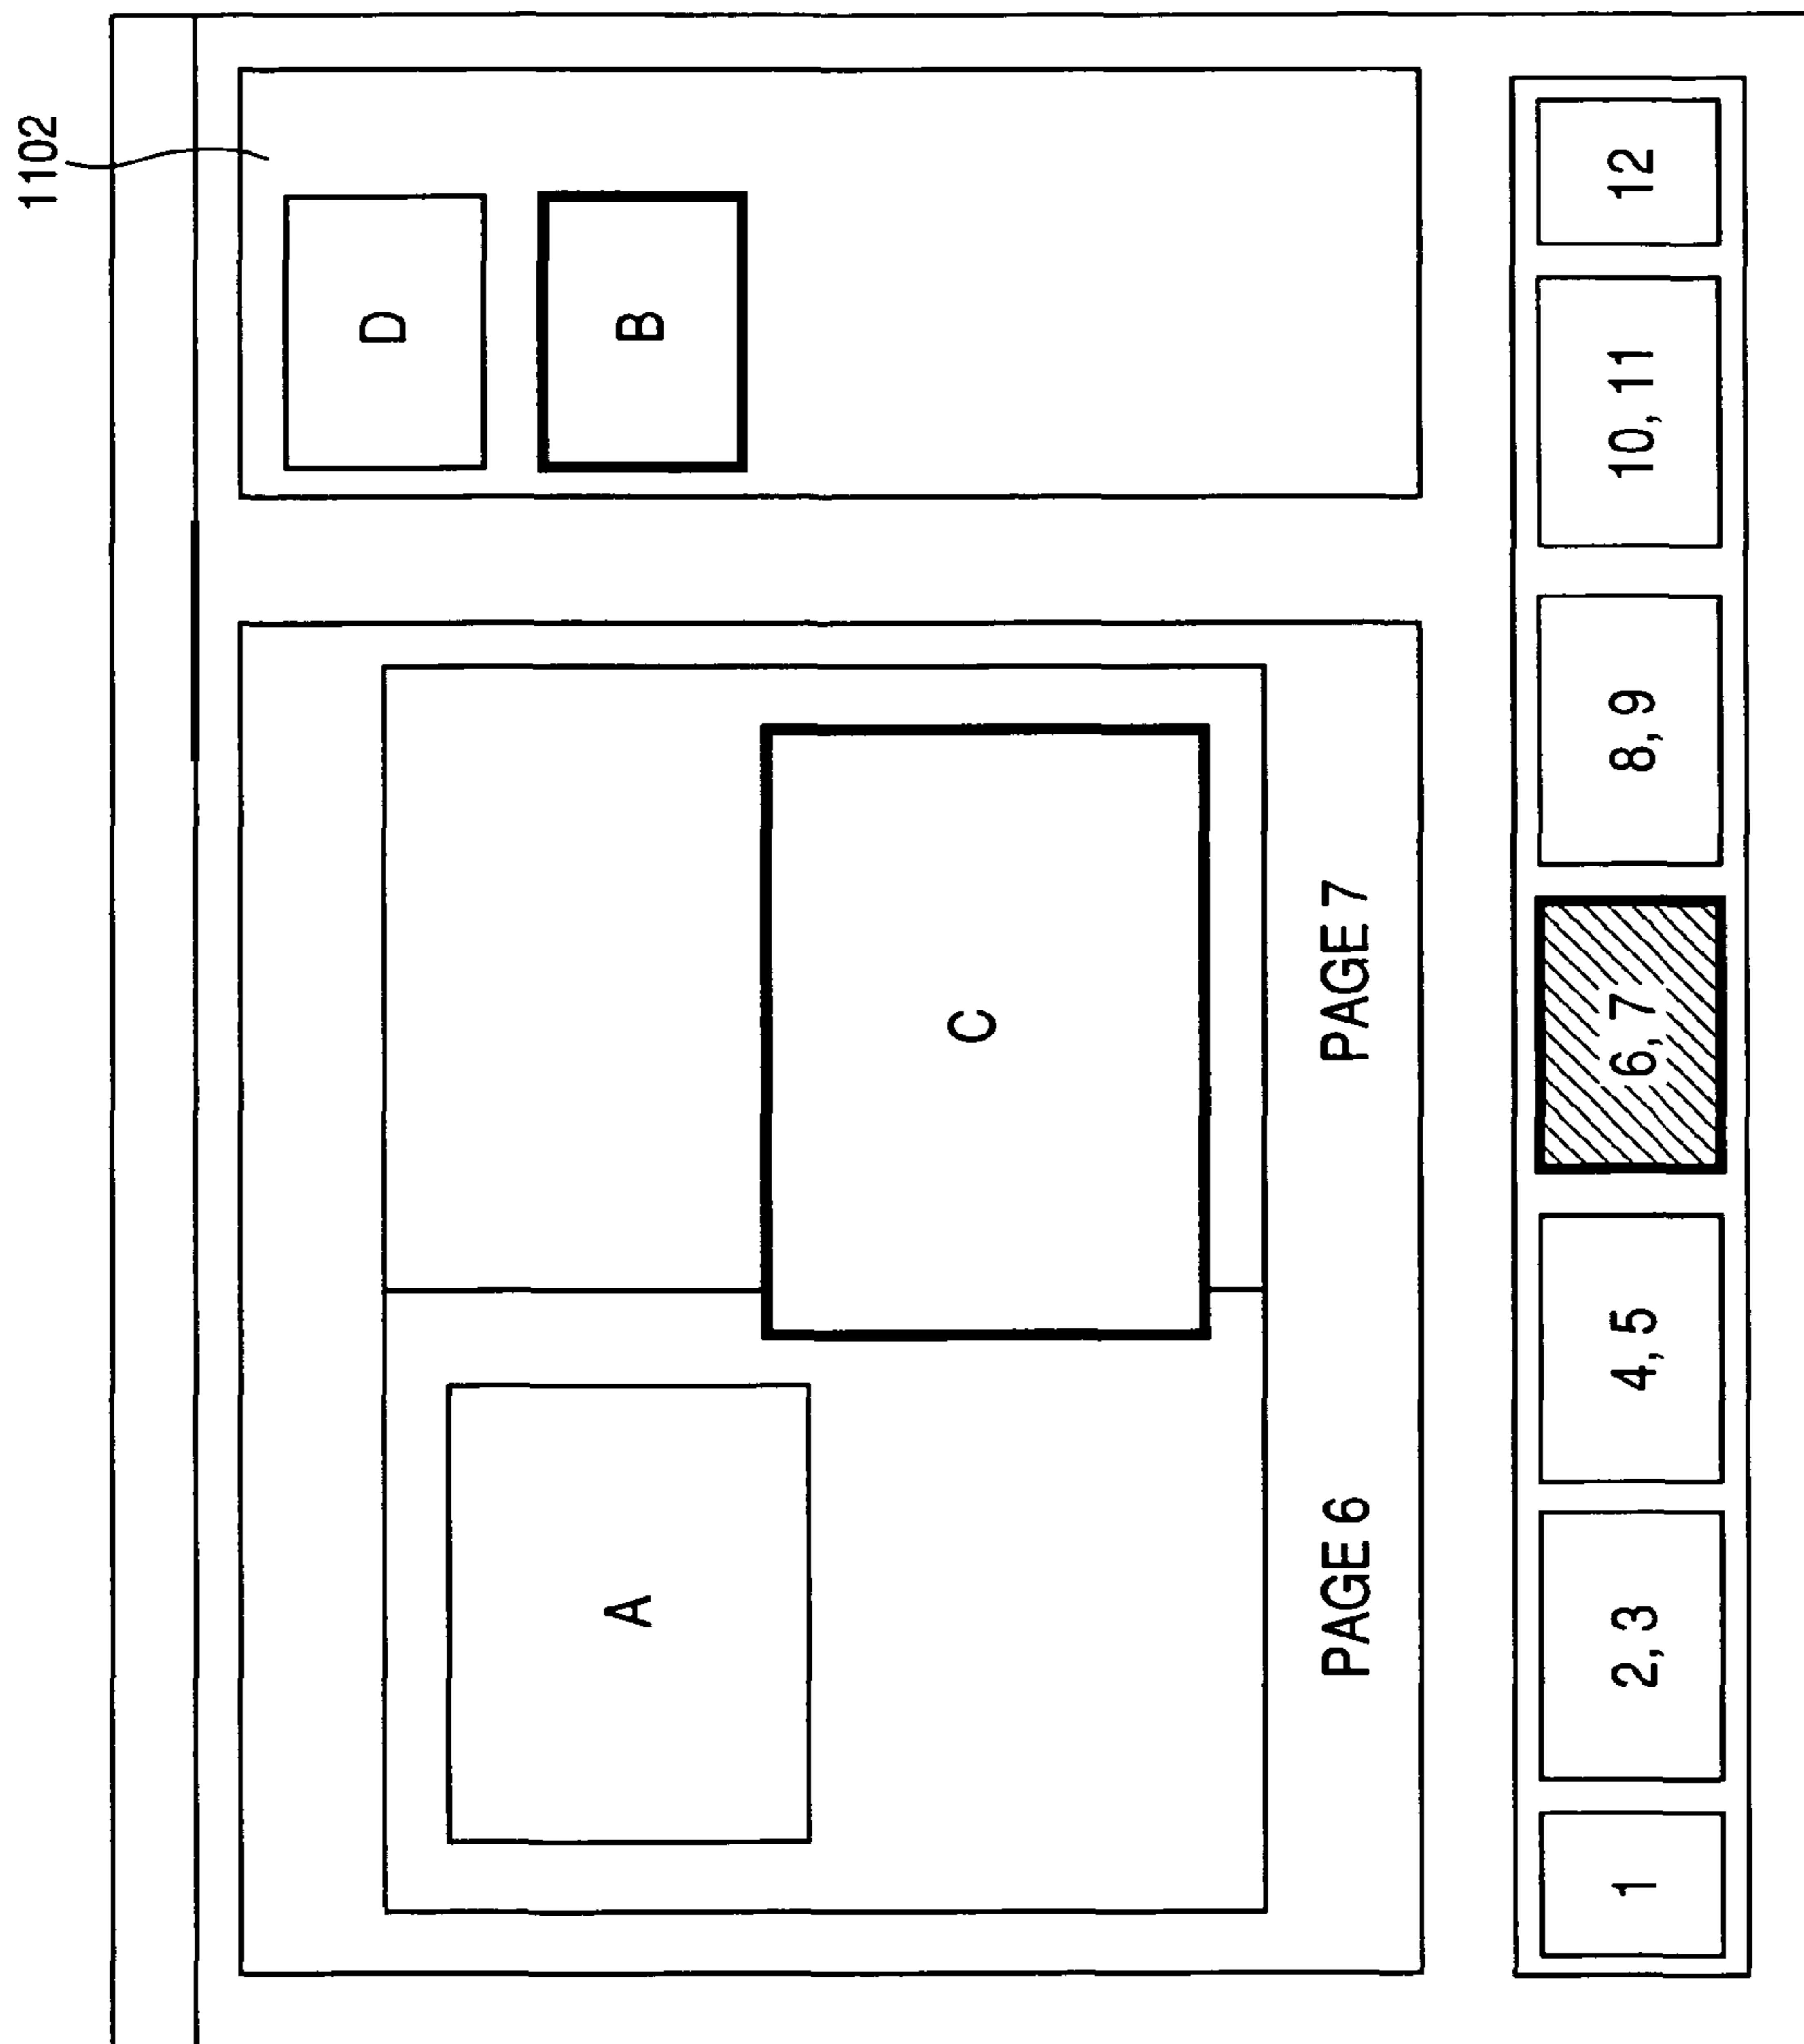 1102
D
B
A
C
PAGE 6
PAGE 7
1
2, 3
4, 5
6, 7
8, 9
10, 11
12